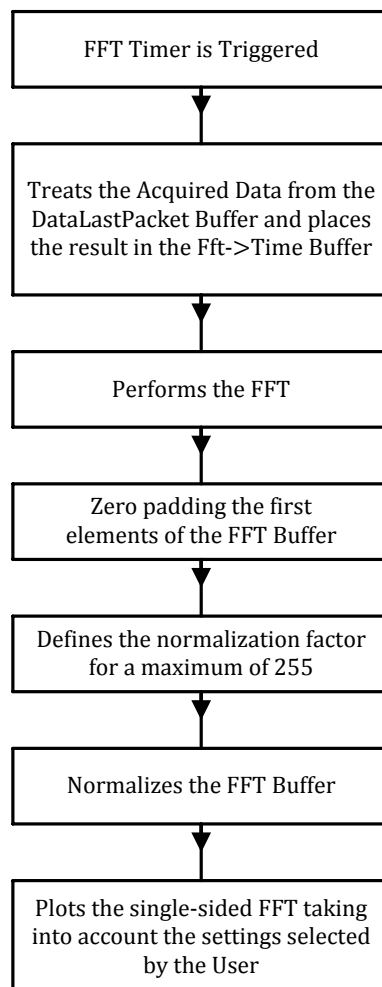 FFT Timer is Triggered
Treats the Acquired Data from the
DataLastPacket Buffer and places
the result in the Fft->Time Buffer
Performs the FFT
Zero padding the first
elements of the FFT Buffer
Defines the normalization factor
for a maximum of 255
Normalizes the FFT Buffer
Plots the single-sided FFT taking
into account the settings selected
by the User